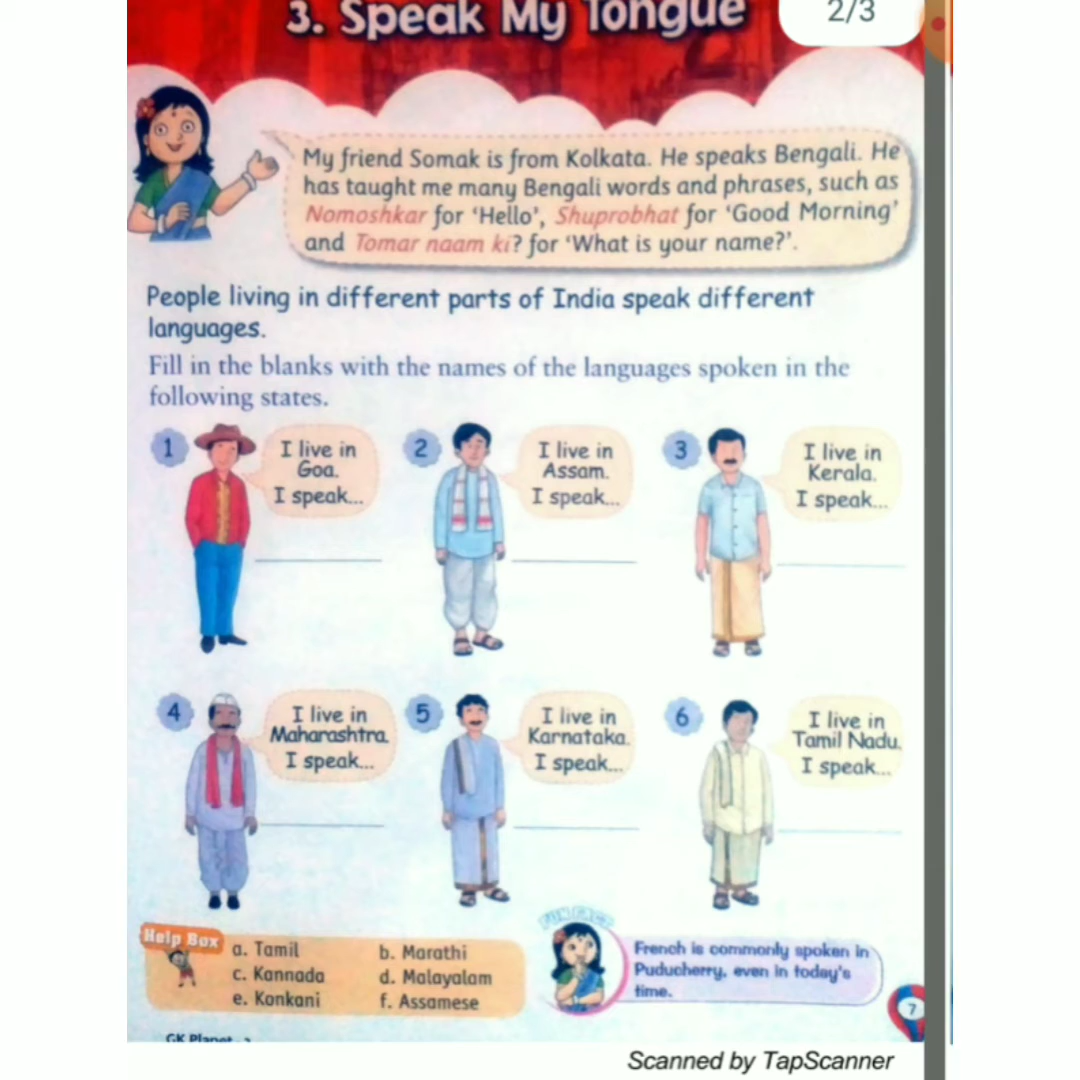 3. Speak My Tongue
2/3
My friend Somak is from Kolkata. He speaks Bengali. He
has taught me many Bengali words and phrases, such as
Nomoshkar for ‘Hello’, Shuprobhat for ‘Good Morning’
and Tomar naam ki? for ‘What is your name?’.
People living in different parts of India speak different
languages.
Fill in the blanks with the names of the languages spoken in the
following states.
1
I live in
Goa.
I speak...
2
I live in
Assam.
I speak...
3
I live in
Kerala.
I speak...
4
I live in
Maharashtra.
I speak...
5
I live in
Karnataka.
I speak...
6
I live in
Tamil Nadu.
I speak...
Help Box
a. Tamil
b. Marathi
c. Kannada
d. Malayalam
e. Konkani
f. Assamese
FUN FACT
French is commonly spoken in
Puducherry, even in today's
time.
7
GK Planet
Scanned by TapScanner